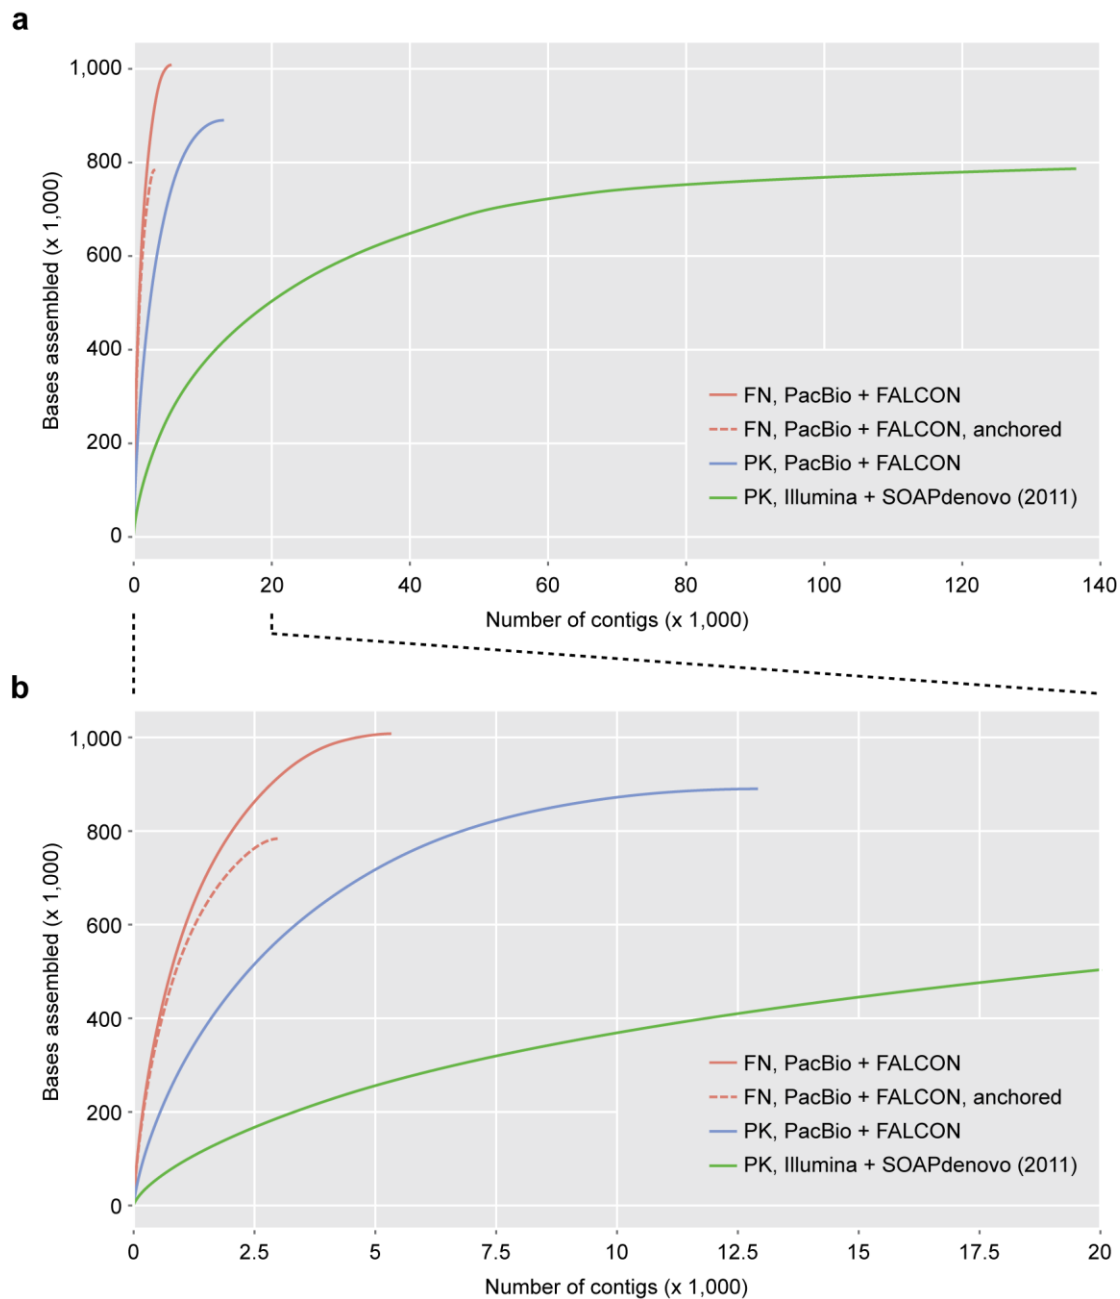 a
1,000
800
600
400
200
0
Bases assembled (x 1,000)
FN, PacBio + FALCON
FN, PacBio + FALCON, anchored
PK, PacBio + FALCON
PK, Illumina + SOAPdenovo (2011)
0 20 40 60 80 100 120 140
Number of contigs (x 1,000)
b
1,000
800
600
400
200
0
Bases assembled (x 1,000)
FN, PacBio + FALCON
FN, PacBio + FALCON, anchored
PK, PacBio + FALCON
PK, Illumina + SOAPdenovo (2011)
0 2.5 5 7.5 10 12.5 15 17.5 20
Number of contigs (x 1,000)